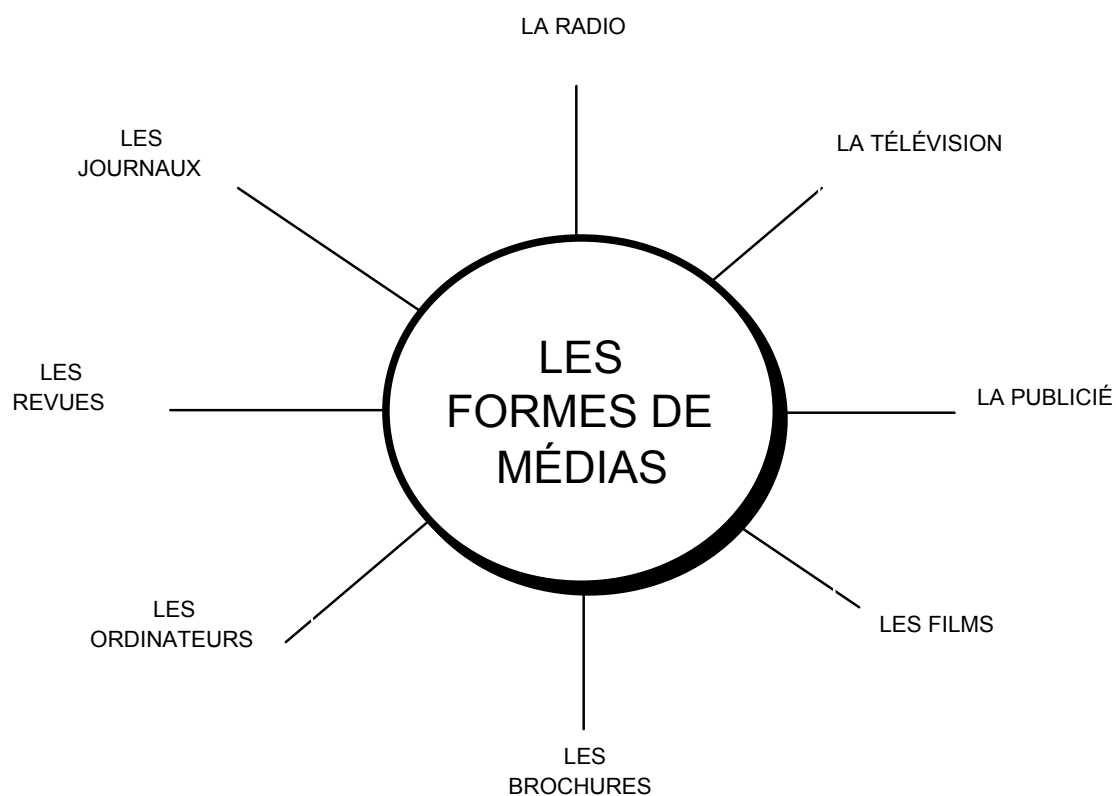 LA RADIO
LES
JOURNAUX
LA TÉLÉVISION
LES
REVUES
LES
FORMES DE
MÉDIAS
LA PUBLICIÉ
LES
ORDINATEURS
LES FILMS
LES
BROCHURES